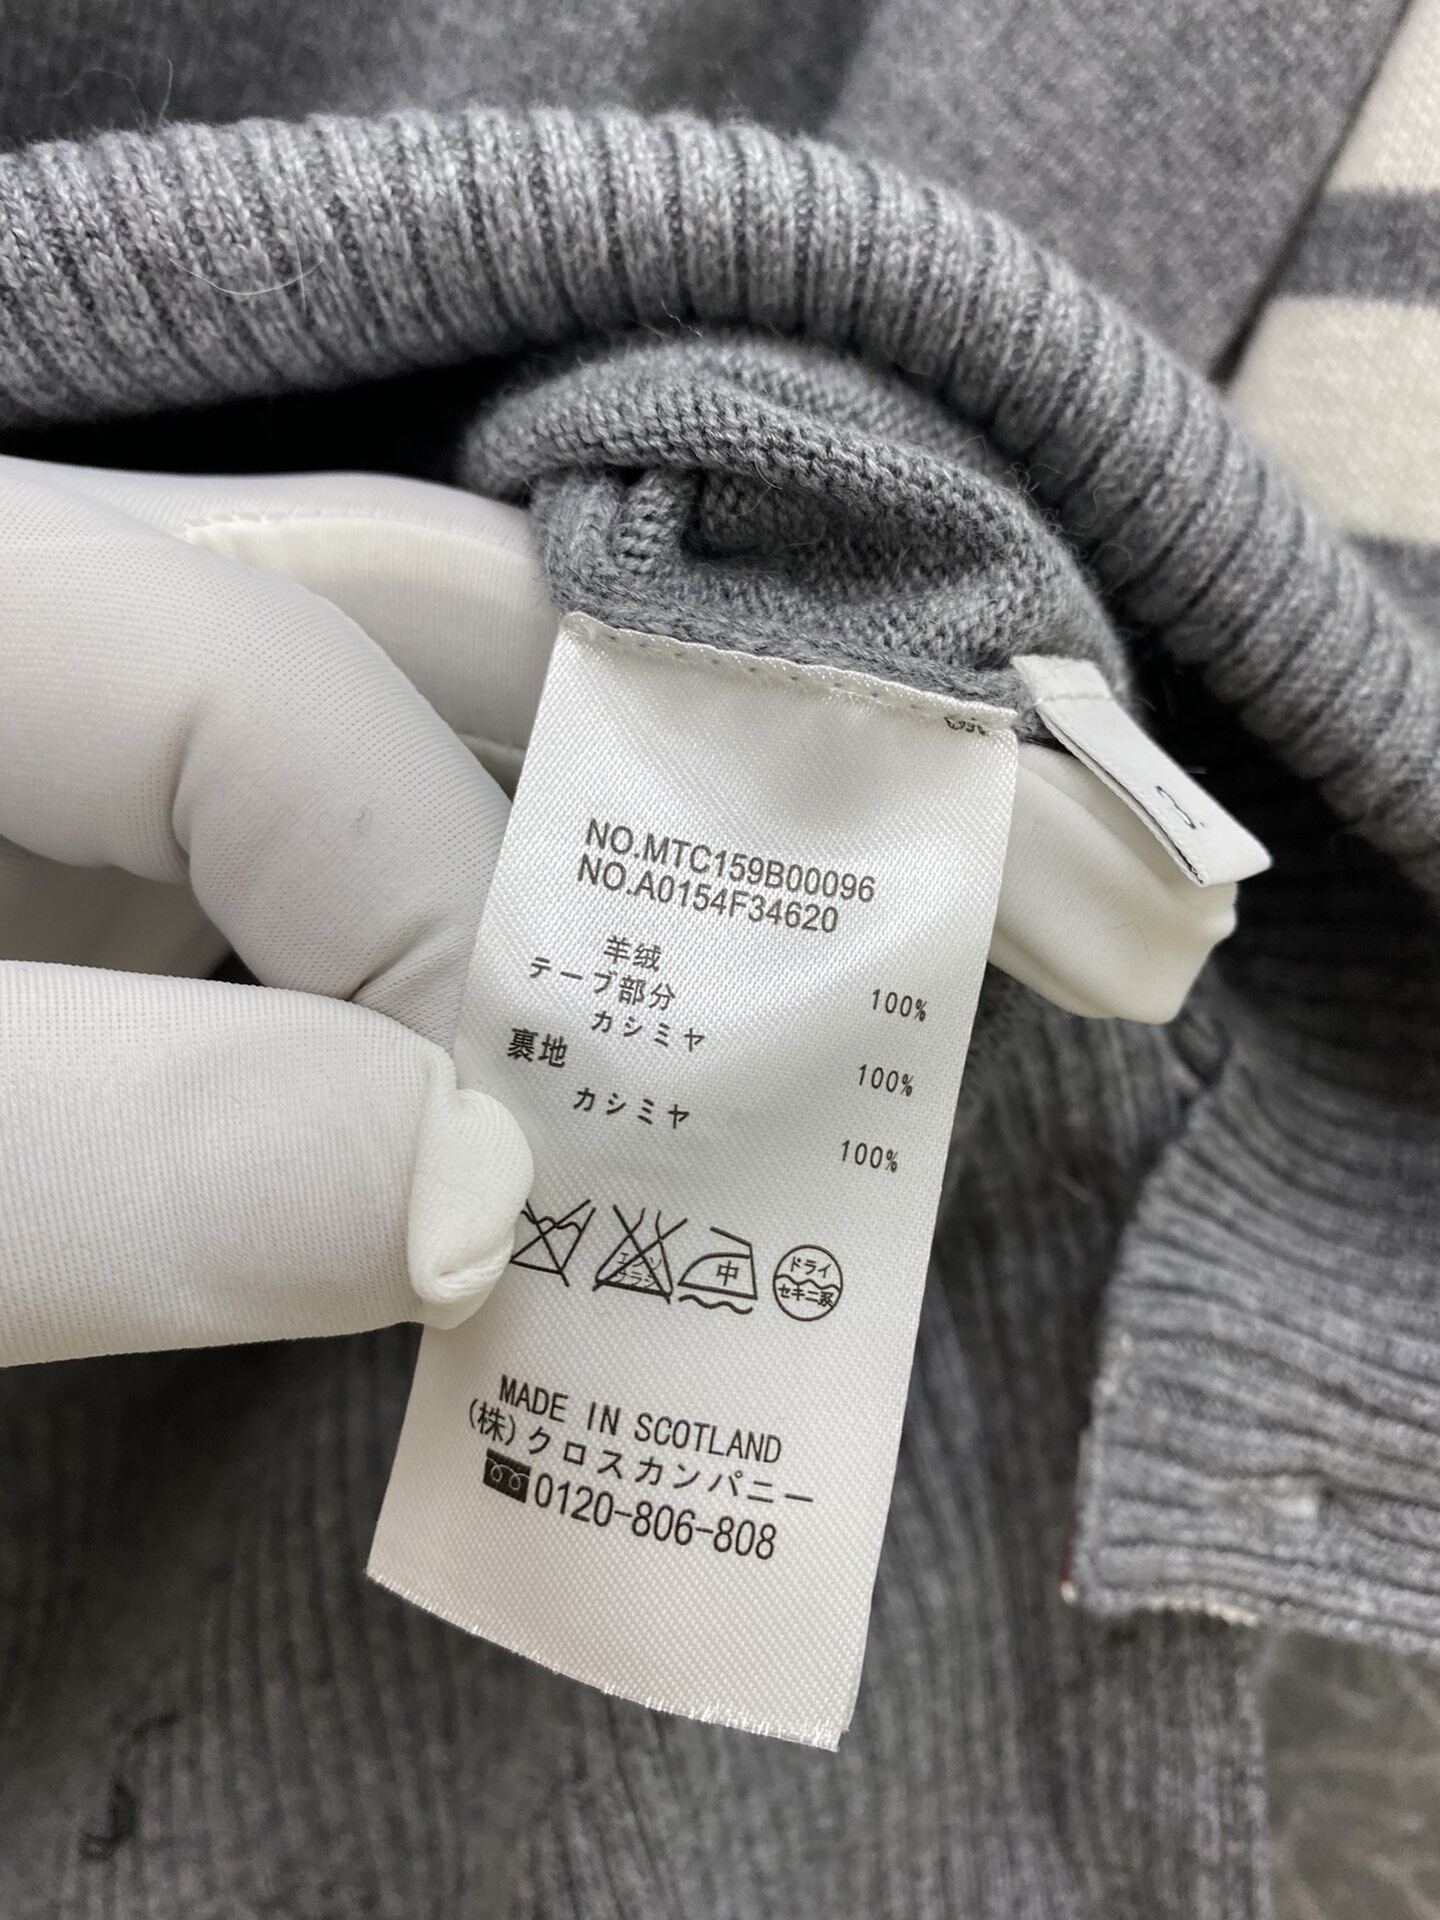 NO.MTC159B00096
NO.A0154F34620
羊绒 100%
テープ部分
カシミヤ 100%
裏地
カシミヤ 100%
中
ドライ
セキユ系
MADE IN SCOTLAND
(株)クロスカンパニー
0120-806-808